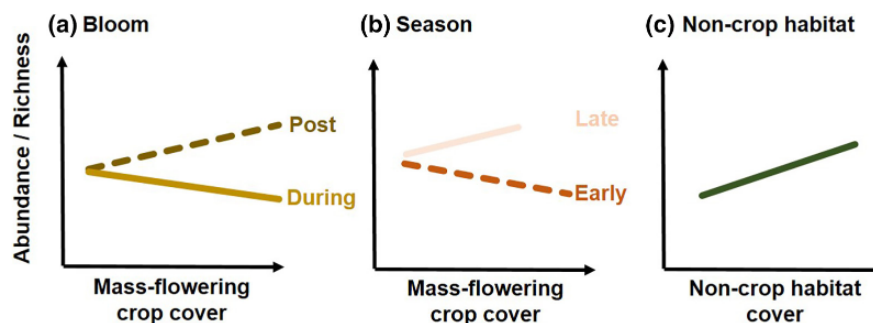 (a) Bloom
Abundance / Richness
Post
During
Mass-flowering
crop cover
(b) Season
Late
Early
Mass-flowering
crop cover
(c) Non-crop habitat
Non-crop habitat
cover